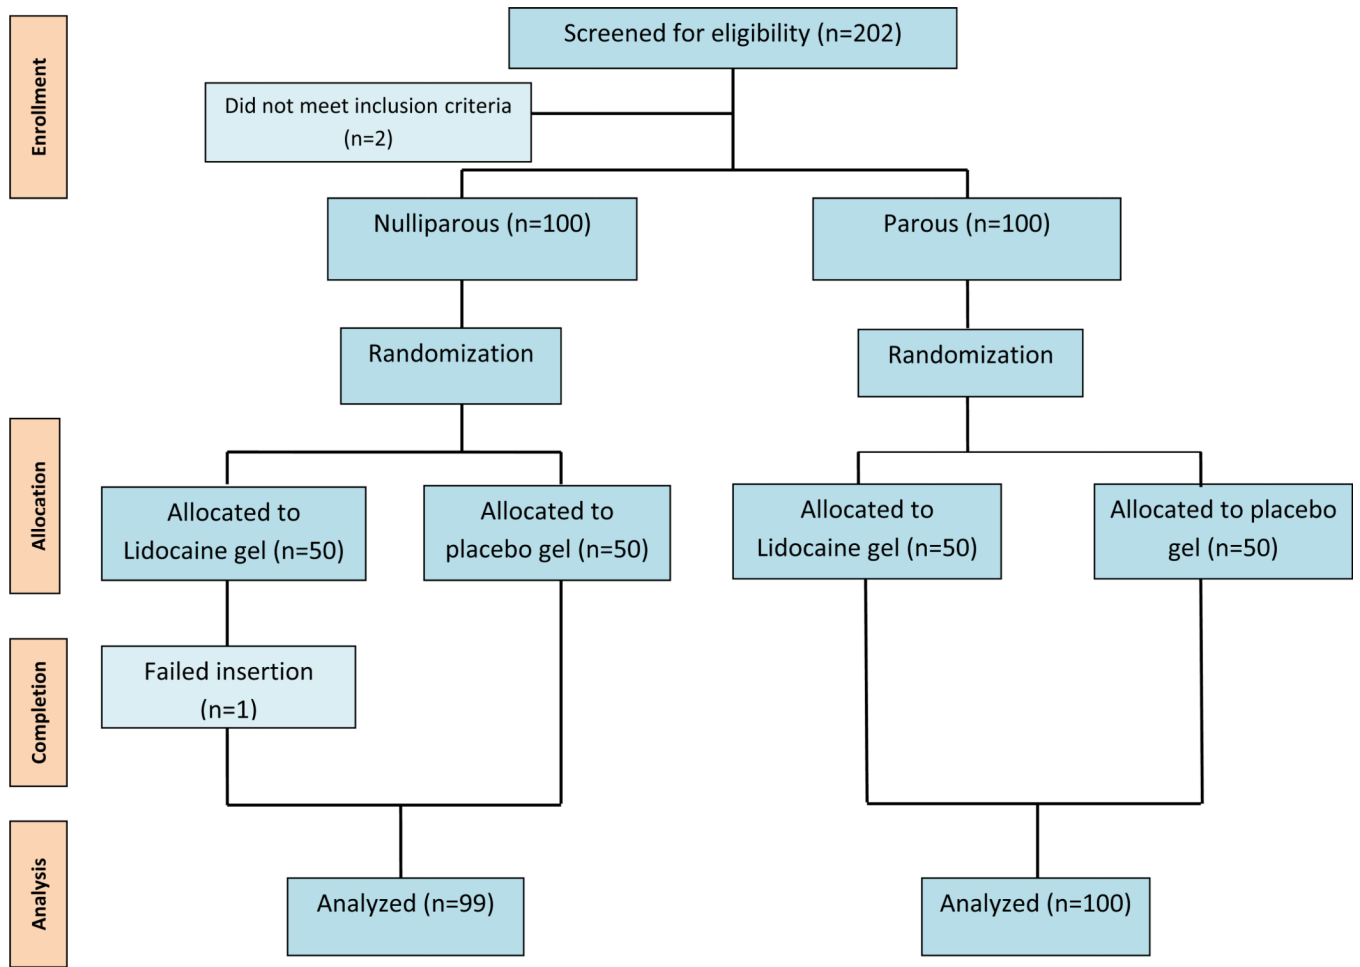 Enrollment
Screened for eligibility (n=202)
Did not meet inclusion criteria
(n=2)
Nulliparous (n=100)
Parous (n=100)
Randomization
Randomization
Allocation
Allocated to
Lidocaine gel (n=50)
Allocated to
placebo gel (n=50)
Allocated to
Lidocaine gel (n=50)
Allocated to placebo
gel (n=50)
Completion
Failed insertion
(n=1)
Analysis
Analyzed (n=99)
Analyzed (n=100)